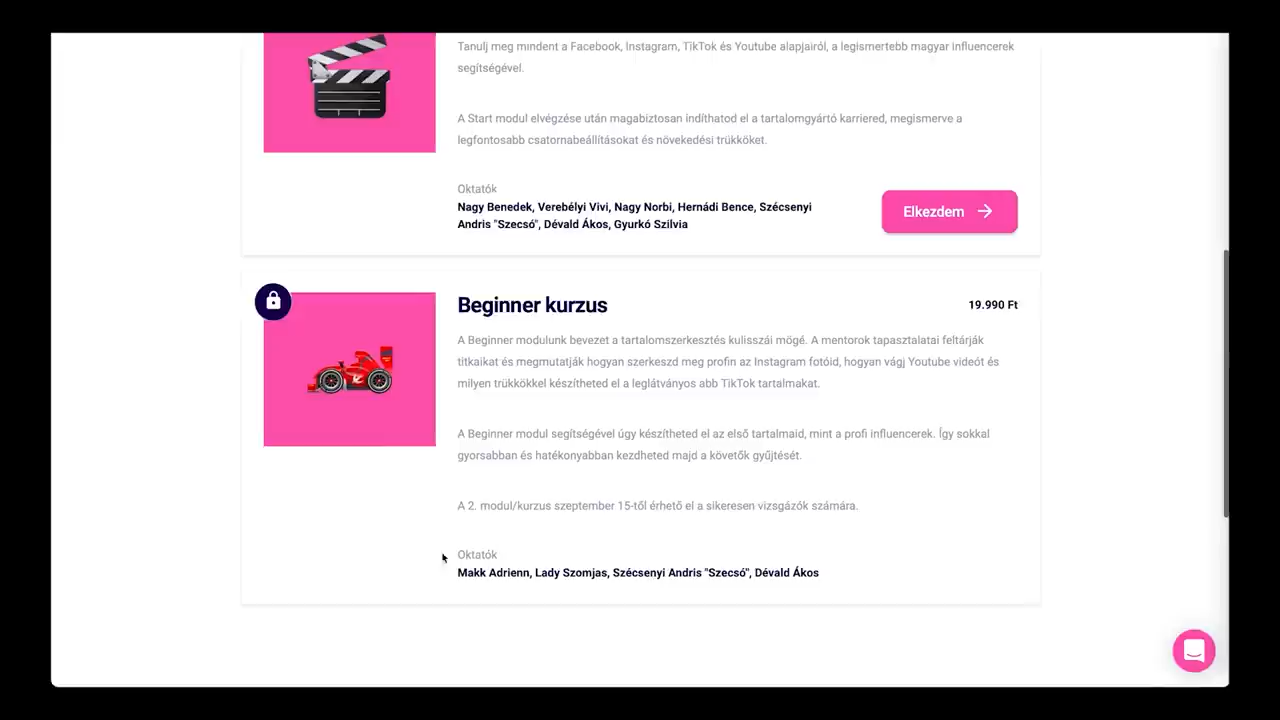 Tanulj meg mindent a Facebook, Instagram, TikTok és Youtube alapjairól, a legismertebb magyar influencerek
segítségével.
A Start modul elvégzése után magabiztosan indíthatod el a tartalomgyártó karriered, megismerve a
legfontosabb csatornabeállításokat és növekedési trükköket.
Oktatók
Nagy Benedek, Verebélyi Vivi, Nagy Norbi, Hernádi Bence, Szécsenyi
Andris "Szecsó", Dévald Ákos, Gyurkó Szilvia
Elkezdem
Beginner kurzus
19.990 Ft
A Beginner modulunk bevezet a tartalomszerkesztés kulisszái mögé. A mentorok tapasztalatai feltárják
titkaikat és megmutatják hogyan szerkeszd meg profin az Instagram fotóid, hogyan vágj Youtube videót és
milyen trükkökkel készítheted el a leglátványos abb TikTok tartalmakat.
A Beginner modul segítségével úgy készítheted el az első tartalmaid, mint a profi influencerek. Így sokkal
gyorsabban és hatékonyabban kezdheted majd a követők gyűjtését.
A 2. modul/kurzus szeptember 15-től érhető el a sikeresen vizsgázók számára.
Oktatók
Makk Adrienn, Lady Szomjas, Szécsenyi Andris "Szecsó", Dévald Ákos